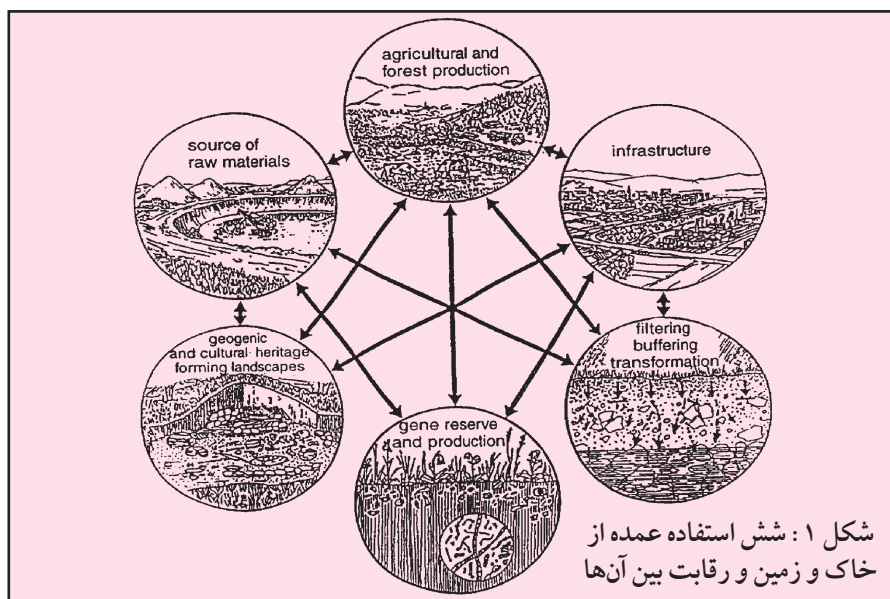 agricultural and
forest production
source of
raw materials
infrastructure
geogenic
and cultural heritage
forming landscapes
filtering
buffering
transformation
gene reserve
and production
شکل ۱ : شش استفاده عمده از
خاک و زمین و رقابت بین آن‌ها